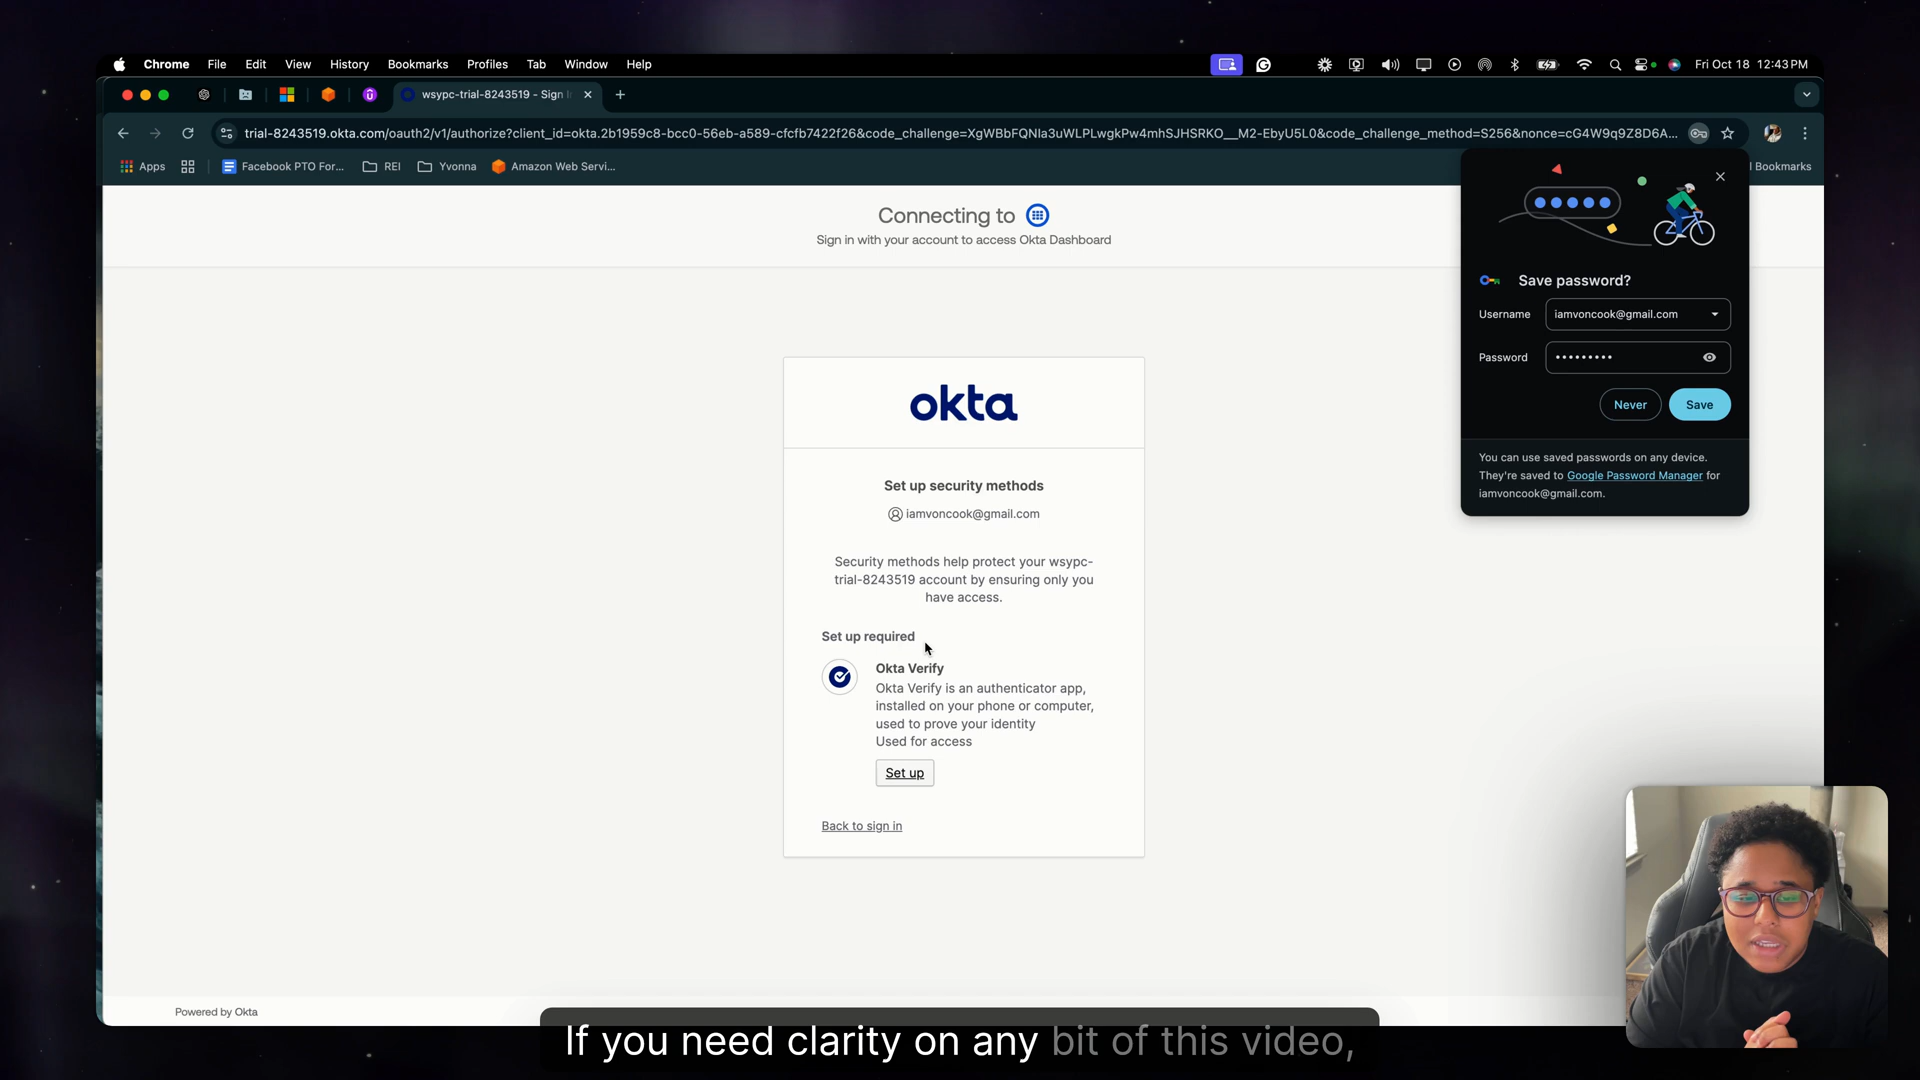 Chrome File Edit View History Bookmarks Profiles Tab Window Help
Fri Oct 18 12:43 PM
wsypc-trial-8243519 - Sign I
trial-8243519.okta.com/oauth2/v1/authorize?client_id=okta.2b1959c8-bcc0-56eb-a589-cfcfb7422f26&code_challenge=XgWBbFQNIa3uWLPLwgkPw4mhSJHSRKO__M2-EbyU5L0&code_challenge_method=S256&nonce=cG4W9q9Z8D6A...
Apps Facebook PTO For... REI Yvonna Amazon Web Servi... l Bookmarks
Connecting to
Sign in with your account to access Okta Dashboard
Save password?
Username iamvoncook@gmail.com
Password •••••••••
Never Save
You can use saved passwords on any device.
They're saved to Google Password Manager for
iamvoncook@gmail.com.
okta
Set up security methods
iamvoncook@gmail.com
Security methods help protect your wsypc-
trial-8243519 account by ensuring only you
have access.
Set up required
Okta Verify
Okta Verify is an authenticator app,
installed on your phone or computer,
used to prove your identity
Used for access
Set up
Back to sign in
Powered by Okta
If you need clarity on any bit of this video,